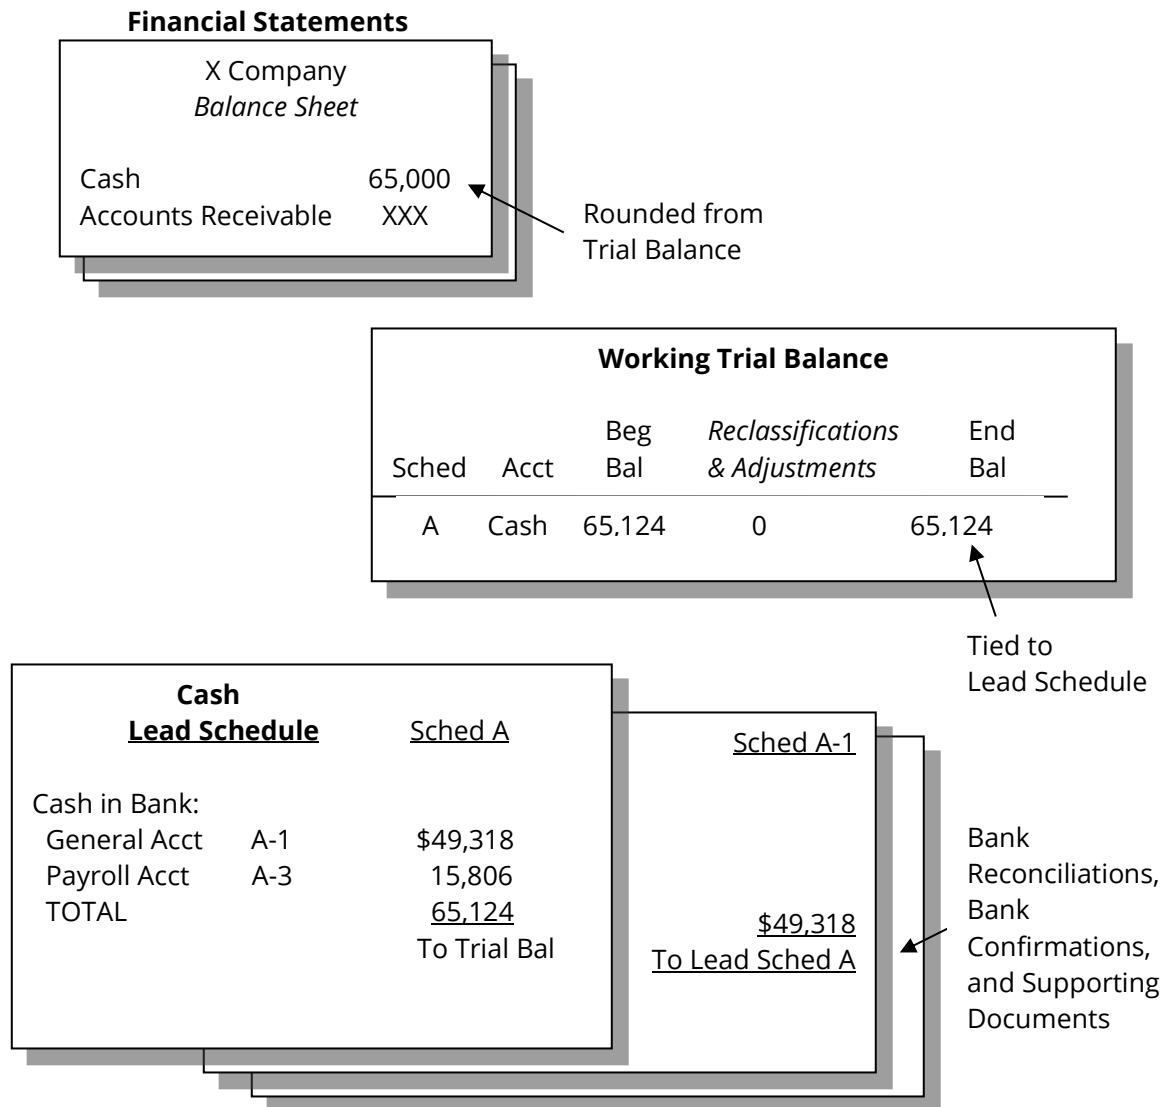 Financial Statements
X Company
Balance Sheet
Cash 65,000
Accounts Receivable XXX
Rounded from
Trial Balance
Working Trial Balance
Beg Reclassifications End
Sched Acct Bal & Adjustments Bal
A Cash 65,124 0 65,124
Tied to
Lead Schedule
Cash
Lead Schedule Sched A
Cash in Bank:
General Acct A-1 $49,318
Payroll Acct A-3 15,806
TOTAL 65,124
To Trial Bal
Sched A-1
$49,318
To Lead Sched A
Bank
Reconciliations,
Bank
Confirmations,
and Supporting
Documents